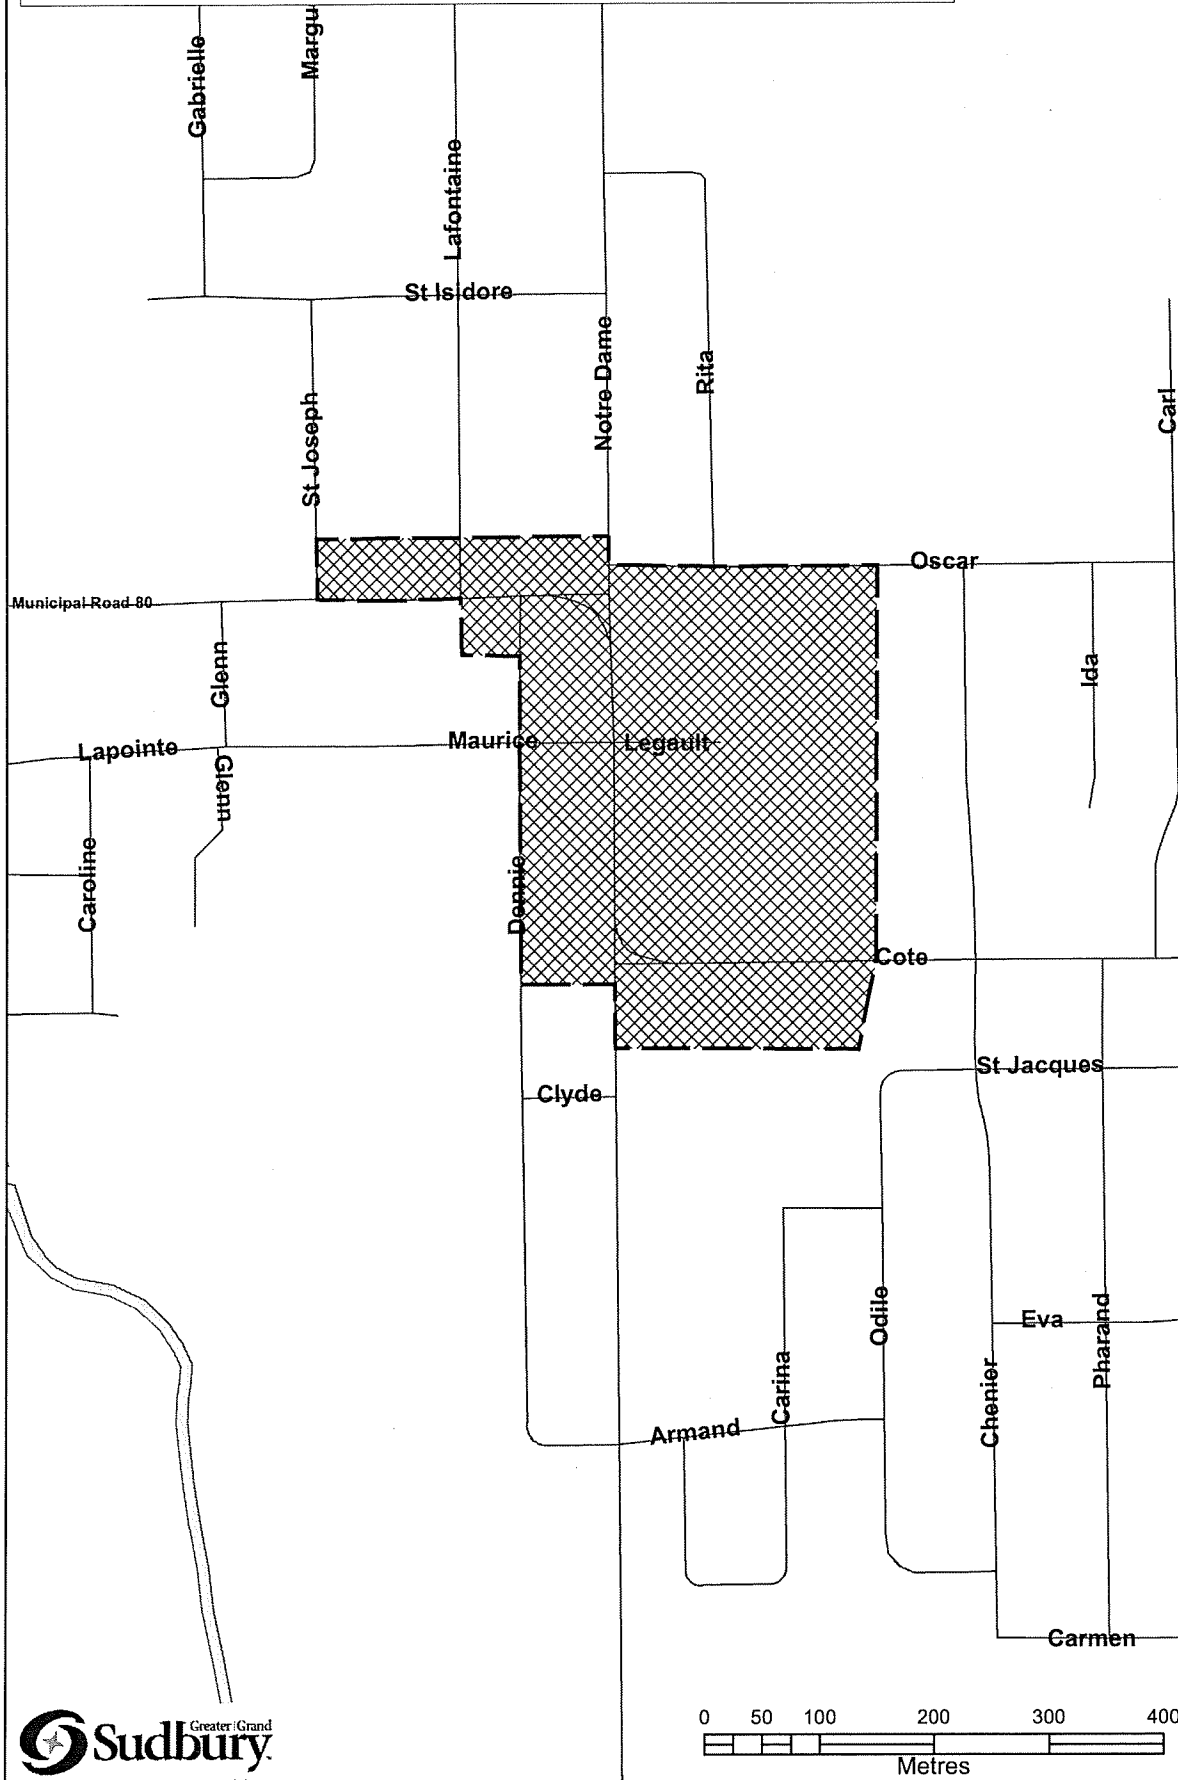 Gabrielle
Margu
Lafontaine
St Isidore
Notre Dame
Rita
Carl
St Joseph
Oscar
Municipal Road 80
Glenn
Ida
Lapointe
Maurice
Legault
Glenn
Caroline
Dennie
Cote
St Jacques
Clyde
Odile
Eva
Pharand
Carina
Chenier
Armand
Carmen
Greater Grand
Sudbury
0 50 100 200 300 400
Metres